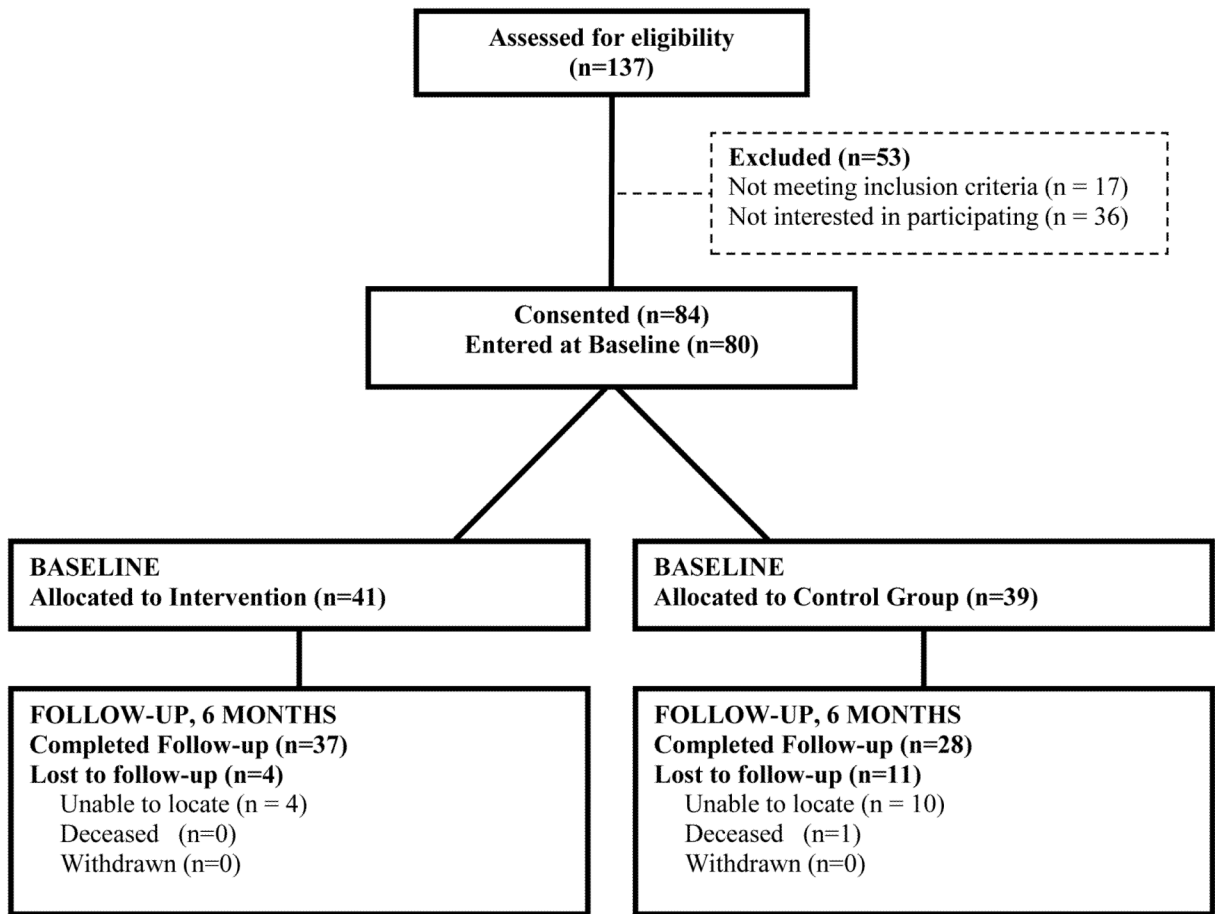 Assessed for eligibility
(n=137)
Excluded (n=53)
Not meeting inclusion criteria (n = 17)
Not interested in participating (n = 36)
Consented (n=84)
Entered at Baseline (n=80)
BASELINE
Allocated to Intervention (n=41)
BASELINE
Allocated to Control Group (n=39)
FOLLOW-UP, 6 MONTHS
Completed Follow-up (n=37)
Lost to follow-up (n=4)
Unable to locate (n = 4)
Deceased (n=0)
Withdrawn (n=0)
FOLLOW-UP, 6 MONTHS
Completed Follow-up (n=28)
Lost to follow-up (n=11)
Unable to locate (n = 10)
Deceased (n=1)
Withdrawn (n=0)